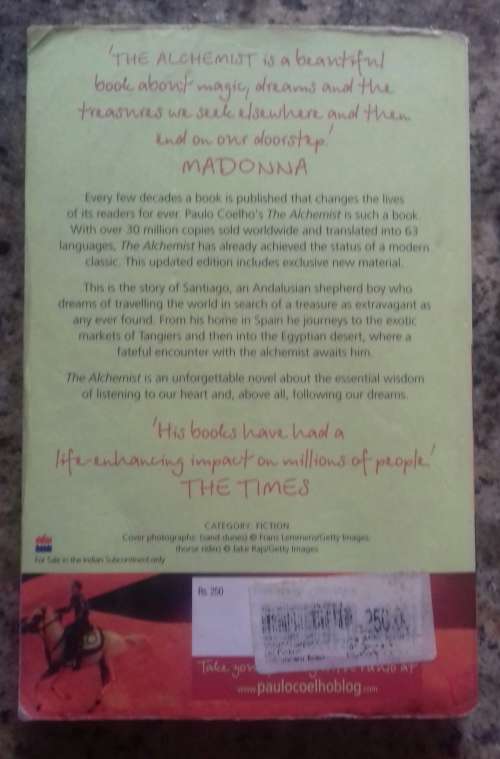 'THE ALCHEMIST is a beautiful
book about magic, dreams and the
treasures we seek elsewhere and then
find on our doorstep.'
MADONNA
Every few decades a book is published that changes the lives
of its readers for ever. Paulo Coelho's The Alchemist is such a book.
With over 30 million copies sold worldwide and translated into 63
languages, The Alchemist has already achieved the status of a modern
classic. This updated edition includes exclusive new material.
This is the story of Santiago, an Andalusian shepherd boy who
dreams of travelling the world in search of a treasure as extravagant as
any ever found. From his home in Spain he journeys to the exotic
markets of Tangiers and then into the Egyptian desert, where a
fateful encounter with the alchemist awaits him.
The Alchemist is an unforgettable novel about the essential wisdom
of listening to our heart and, above all, following our dreams.
'His books have had a
life-enhancing impact on millions of people'
THE TIMES
CATEGORY: FICTION
Cover photographs: (sand dunes) © Frans Lemmens/Getty Images;
(horse rider) © Jake Rajs/Getty Images
For Sale in the Indian Subcontinent only
Rs. 250
250
Take
www.paulocoelhoblog.com